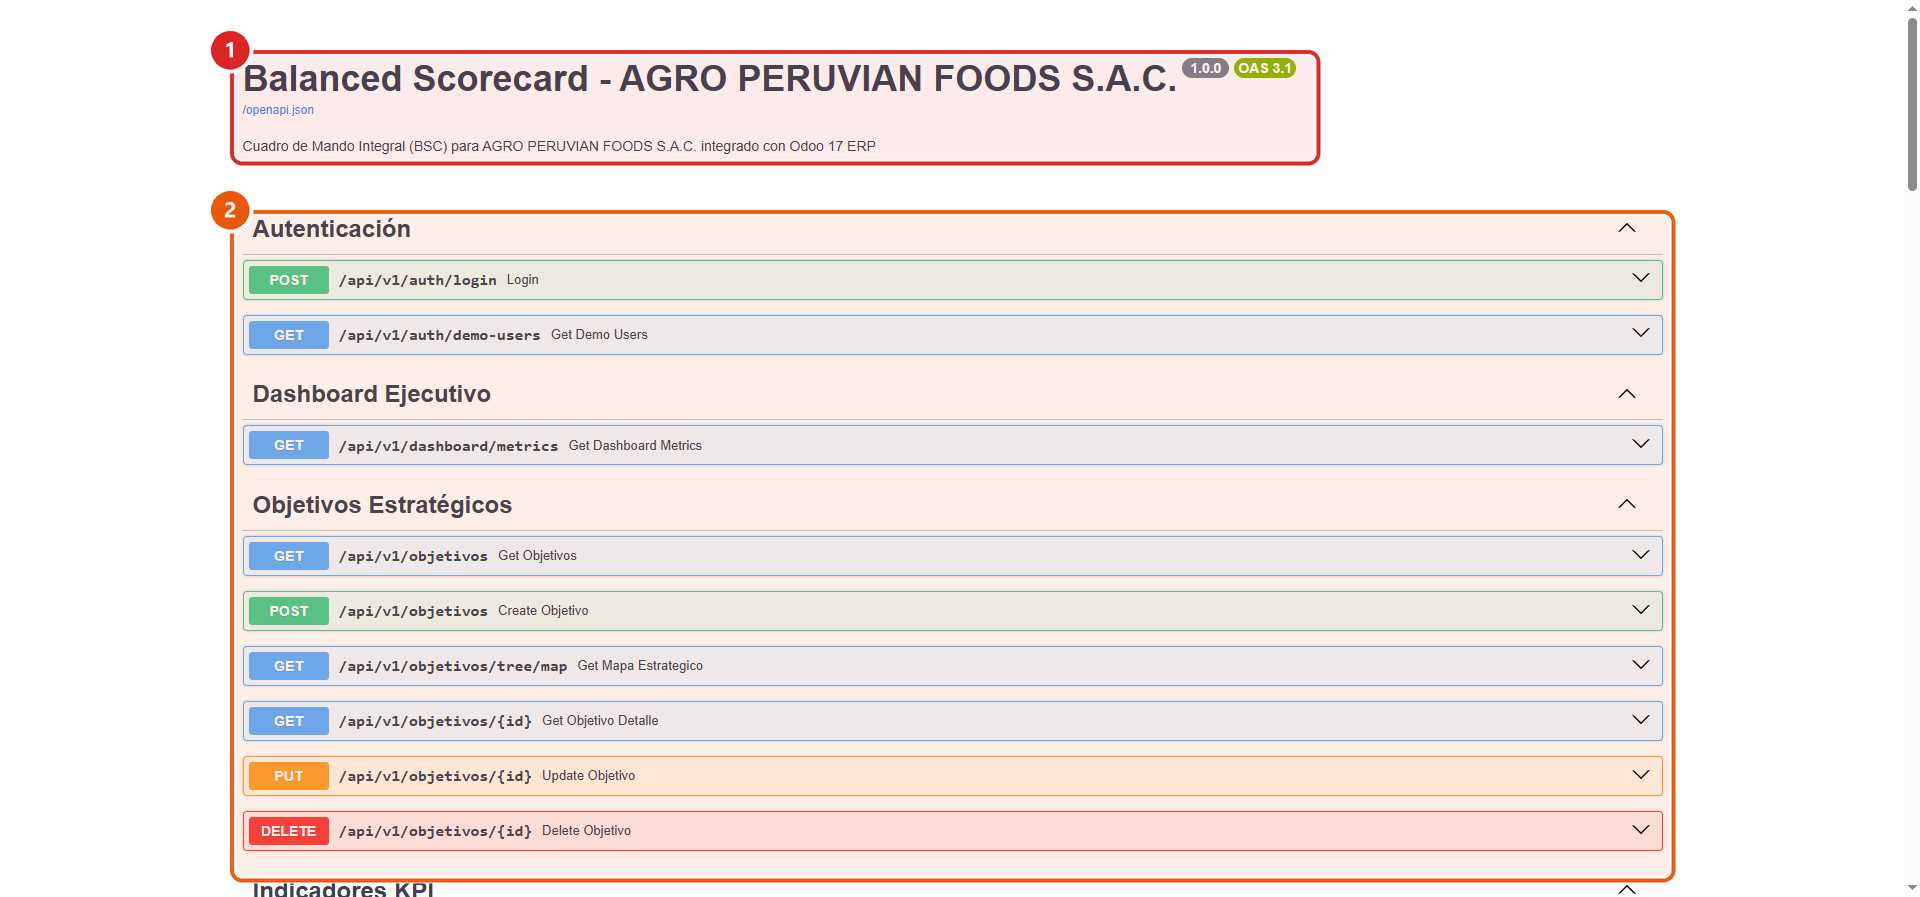 1
Balanced Scorecard - AGRO PERUVIAN FOODS S.A.C. 1.0.0 OAS 3.1
/openapi.json
Cuadro de Mando Integral (BSC) para AGRO PERUVIAN FOODS S.A.C. integrado con Odoo 17 ERP
2
Autenticación
POST /api/v1/auth/login Login
GET /api/v1/auth/demo-users Get Demo Users
Dashboard Ejecutivo
GET /api/v1/dashboard/metrics Get Dashboard Metrics
Objetivos Estratégicos
GET /api/v1/objetivos Get Objetivos
POST /api/v1/objetivos Create Objetivo
GET /api/v1/objetivos/tree/map Get Mapa Estrategico
GET /api/v1/objetivos/{id} Get Objetivo Detalle
PUT /api/v1/objetivos/{id} Update Objetivo
DELETE /api/v1/objetivos/{id} Delete Objetivo
Indicadores KPI